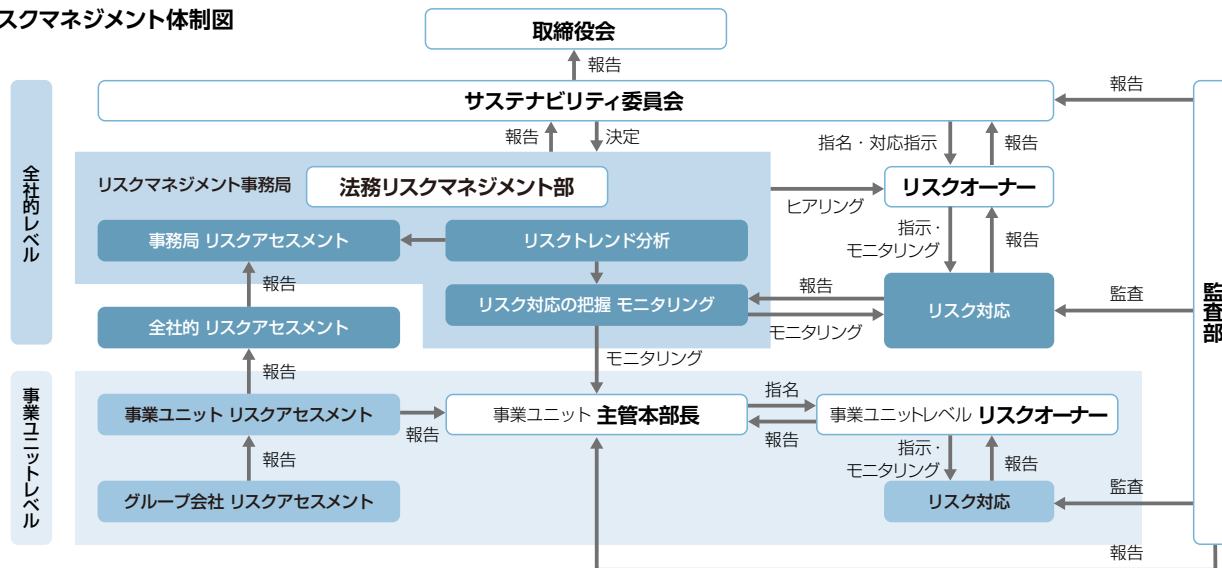 スクマネジメント体制図
取締役会
報告
サステナビリティ委員会
報告
報告
決定
指名・対応指示
報告
全社的レベル
リスクマネジメント事務局
法務リスクマネジメント部
ヒアリング
リスクオーナー
事務局 リスクアセスメント
リスクトレンド分析
指示・
モニタリング
報告
報告
リスク対応の把握 モニタリング
報告
モニタリング
リスク対応
監査
監査部
全社的 リスクアセスメント
モニタリング
報告
事業ユニットレベル
事業ユニット リスクアセスメント
報告
事業ユニット 主管本部長
指名
報告
事業ユニットレベル リスクオーナー
報告
指示・
モニタリング
報告
グループ会社 リスクアセスメント
リスク対応
監査
報告